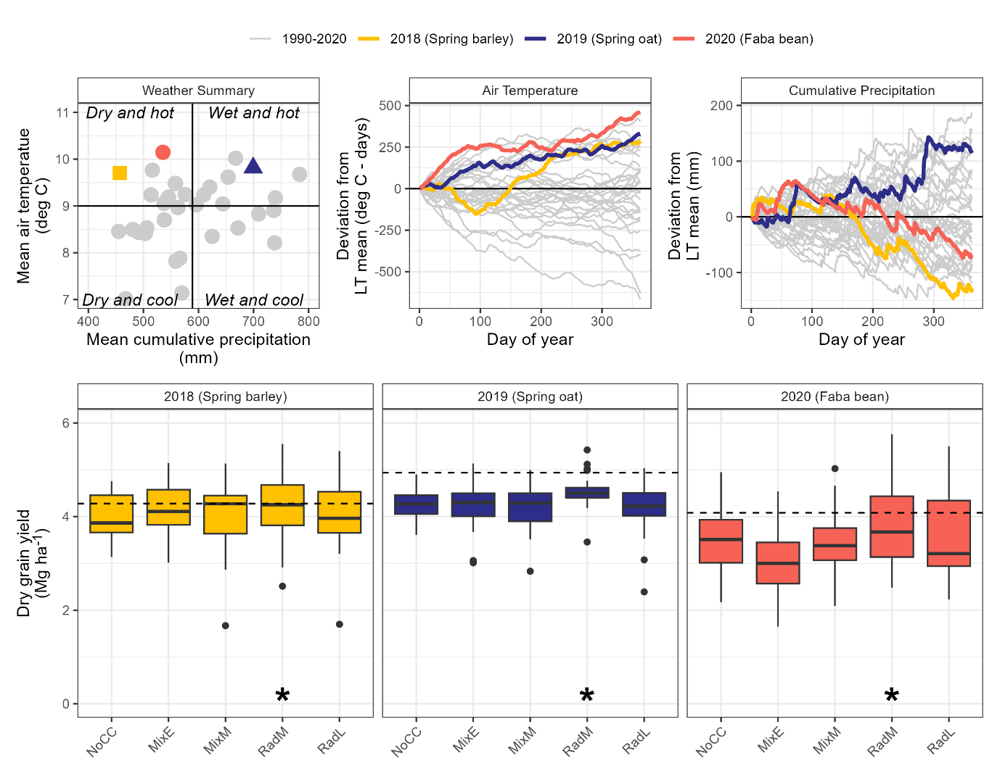 1990-2020 2018 (Spring barley) 2019 (Spring oat) 2020 (Faba bean)
Weather Summary
Dry and hot Wet and hot
Dry and cool Wet and cool
11
10
9
8
7
400 500 600 700 800
Mean air temperatue
(deg C)
Mean cumulative precipitation
(mm)
Air Temperature
500
250
0
-250
-500
0 100 200 300
Deviation from
LT mean (deg C - days)
Day of year
Cumulative Precipitation
200
100
0
-100
0 100 200 300
Deviation from
LT mean (mm)
Day of year
2018 (Spring barley) 2019 (Spring oat) 2020 (Faba bean)
6
4
2
0
Dry grain yield
(Mg ha⁻¹)
* * *
NoCC MixE MixM RadM RadL NoCC MixE MixM RadM RadL NoCC MixE MixM RadM RadL